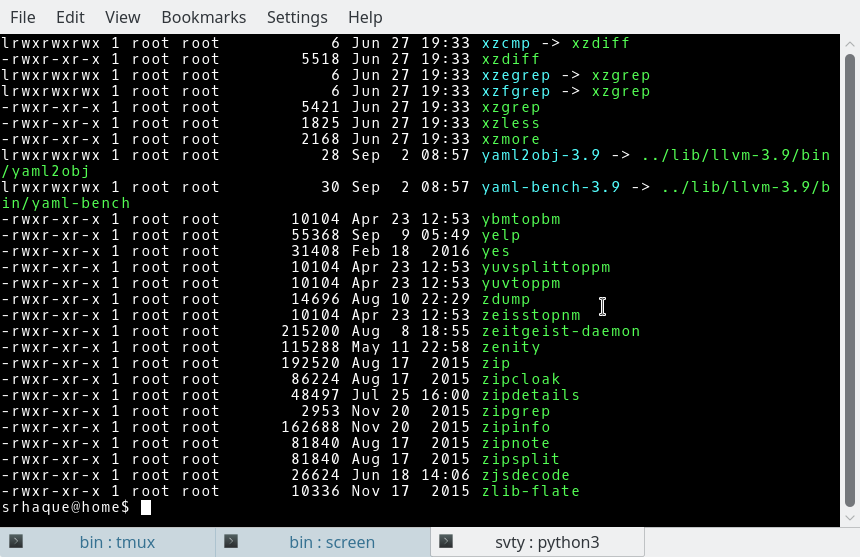 File Edit View Bookmarks Settings Help
lrwxrwxrwx 1 root root 6 Jun 27 19:33 xzcmp -> xzdiff
-rwxr-xr-x 1 root root 5518 Jun 27 19:33 xzdiff
lrwxrwxrwx 1 root root 6 Jun 27 19:33 xzegrep -> xzgrep
lrwxrwxrwx 1 root root 6 Jun 27 19:33 xzfgrep -> xzgrep
-rwxr-xr-x 1 root root 5421 Jun 27 19:33 xzgrep
-rwxr-xr-x 1 root root 1825 Jun 27 19:33 xzless
-rwxr-xr-x 1 root root 2168 Jun 27 19:33 xzmore
lrwxrwxrwx 1 root root 28 Sep 2 08:57 yaml2obj-3.9 -> ../lib/llvm-3.9/bin
/yaml2obj
lrwxrwxrwx 1 root root 30 Sep 2 08:57 yaml-bench-3.9 -> ../lib/llvm-3.9/b
in/yaml-bench
-rwxr-xr-x 1 root root 10104 Apr 23 12:53 ybmtopbm
-rwxr-xr-x 1 root root 55368 Sep 9 05:49 yelp
-rwxr-xr-x 1 root root 31408 Feb 18 2016 yes
-rwxr-xr-x 1 root root 10104 Apr 23 12:53 yuvsplittoppm
-rwxr-xr-x 1 root root 10104 Apr 23 12:53 yuvtoppm
-rwxr-xr-x 1 root root 14696 Aug 10 22:29 zdump
-rwxr-xr-x 1 root root 10104 Apr 23 12:53 zeisstopnm
-rwxr-xr-x 1 root root 215200 Aug 8 18:55 zeitgeist-daemon
-rwxr-xr-x 1 root root 115288 May 11 22:58 zenity
-rwxr-xr-x 1 root root 192520 Aug 17 2015 zip
-rwxr-xr-x 1 root root 86224 Aug 17 2015 zipcloak
-rwxr-xr-x 1 root root 48497 Jul 25 16:00 zipdetails
-rwxr-xr-x 1 root root 2953 Nov 20 2015 zipgrep
-rwxr-xr-x 1 root root 162688 Nov 20 2015 zipinfo
-rwxr-xr-x 1 root root 81840 Aug 17 2015 zipnote
-rwxr-xr-x 1 root root 81840 Aug 17 2015 zipsplit
-rwxr-xr-x 1 root root 26624 Jun 18 14:06 zjsdecode
-rwxr-xr-x 1 root root 10336 Nov 17 2015 zlib-flate
srhaque@home$
bin : tmux bin : screen svty : python3